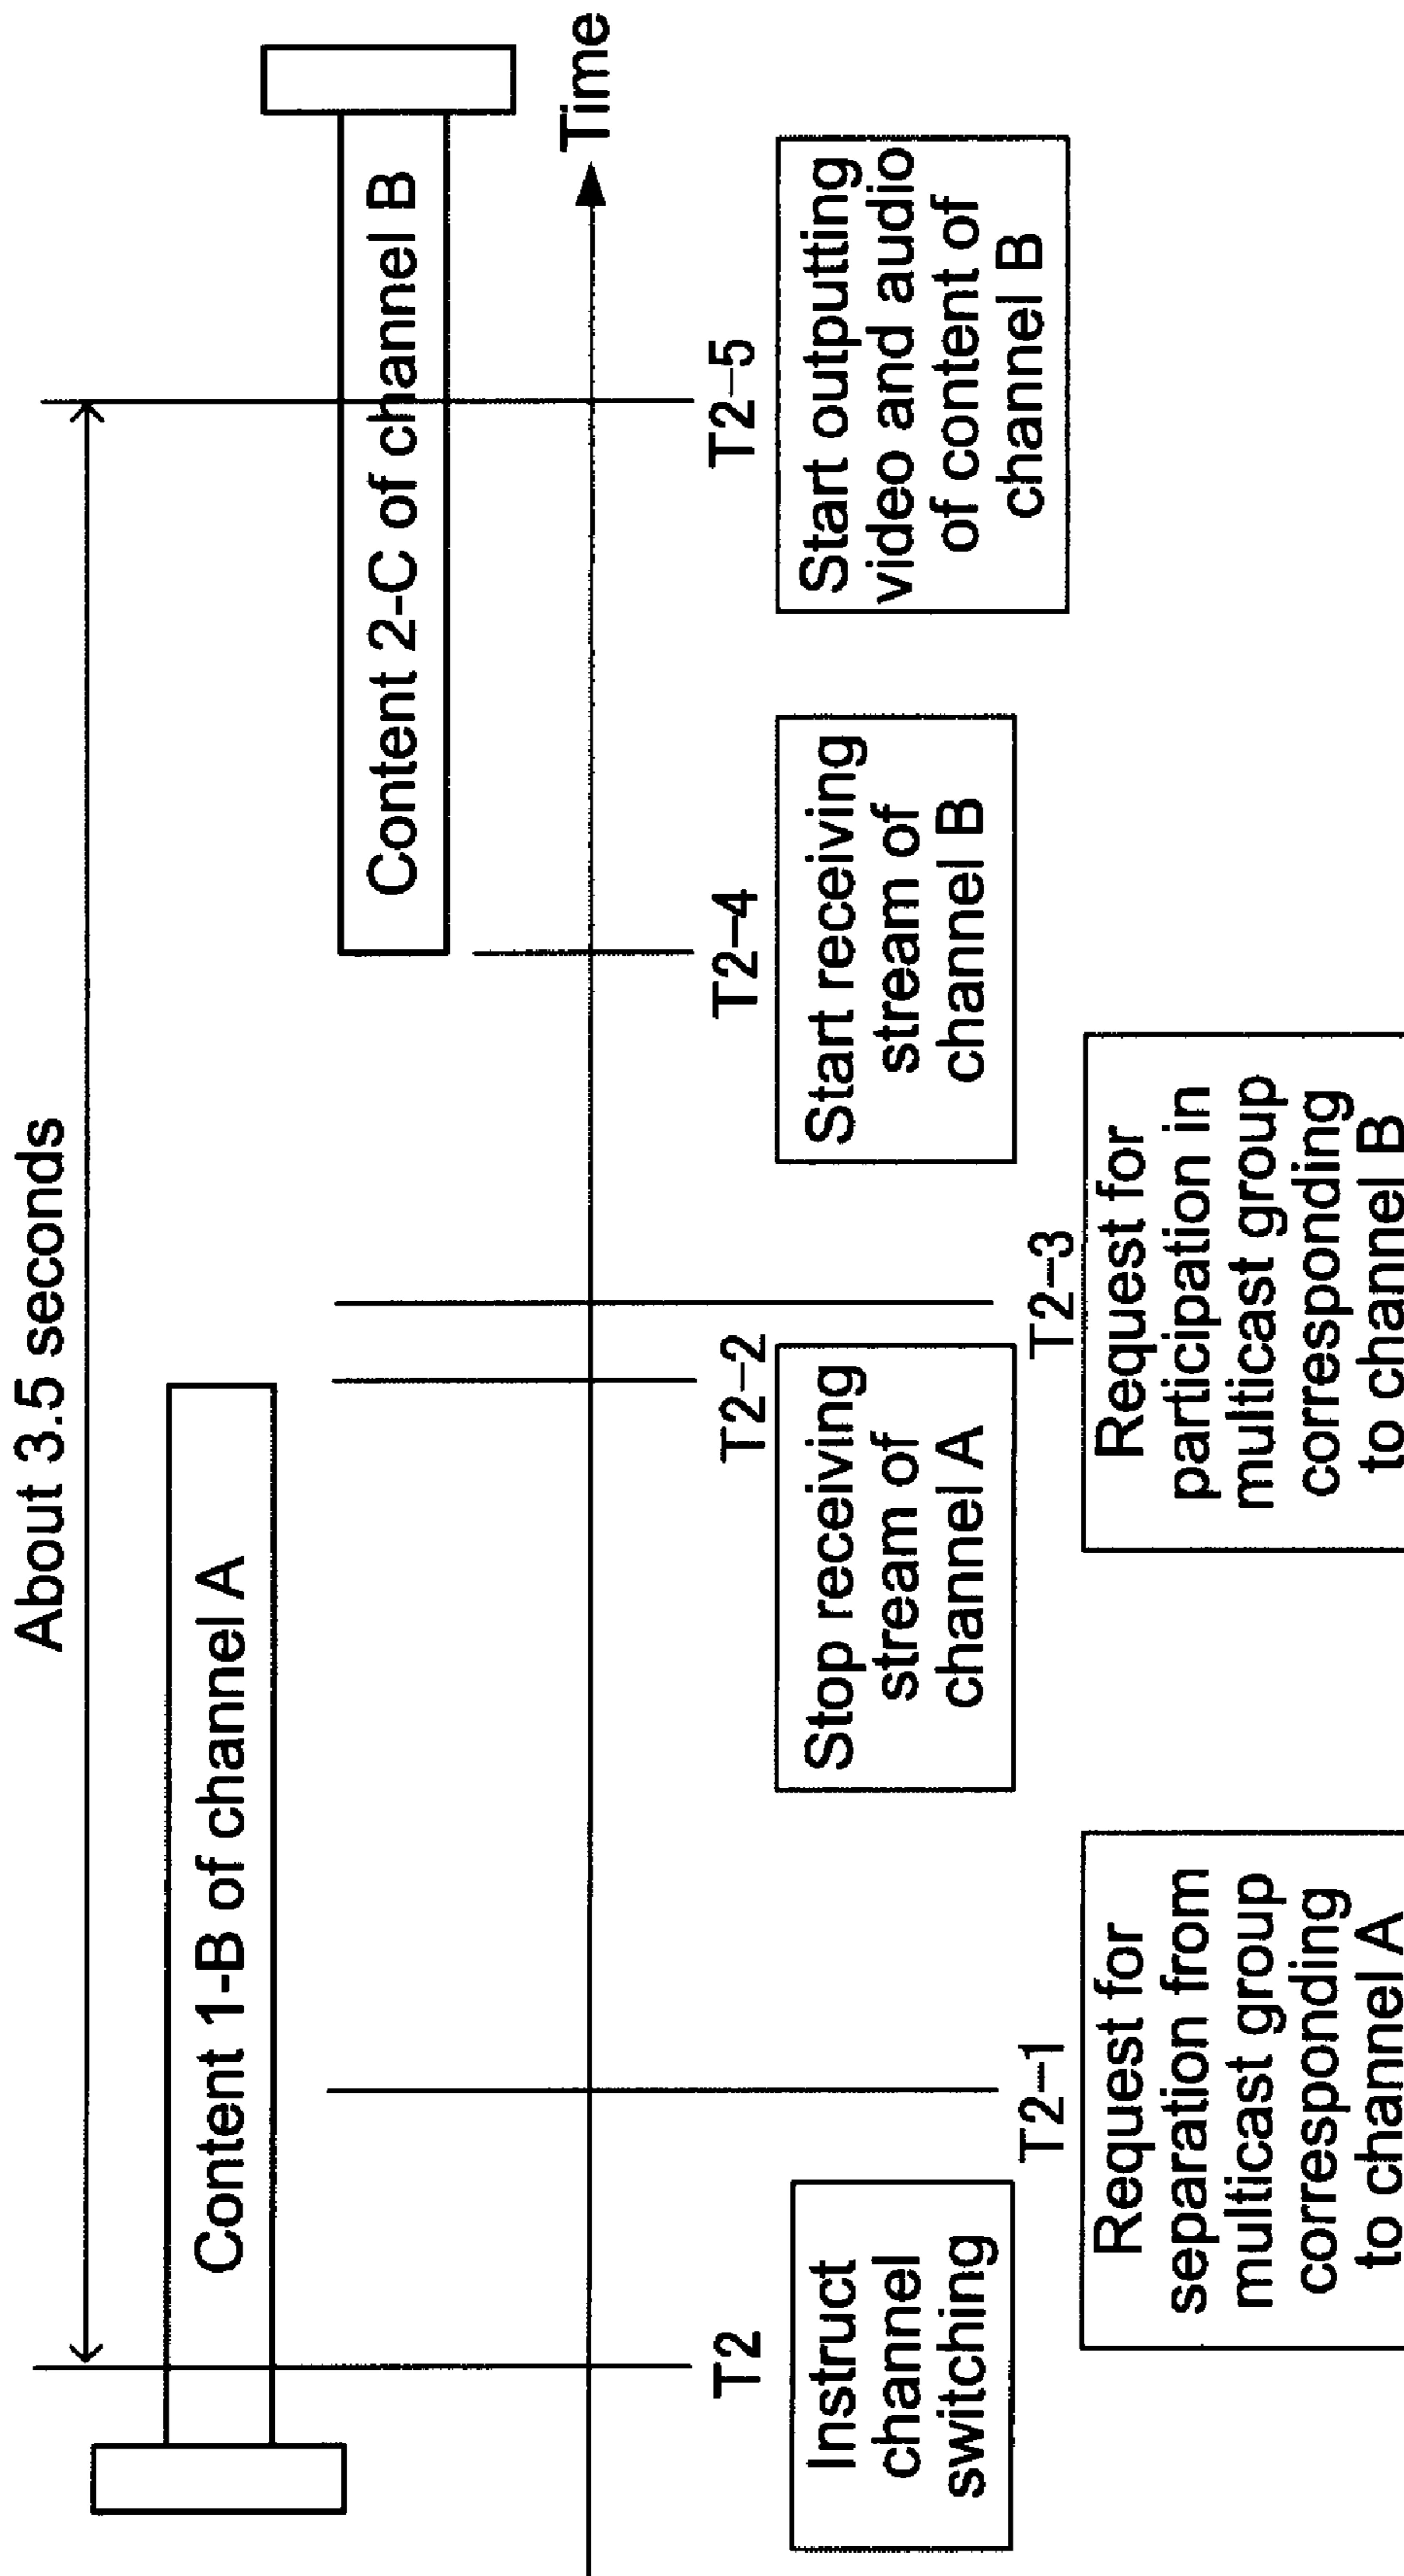 About 3.5 seconds
Content 1-B of channel A
Content 2-C of channel B
Time
T2
Instruct
channel
switching
T2-1
Request for
separation from
multicast group
corresponding
to channel A
T2-2
Stop receiving
stream of
channel A
T2-3
Request for
participation in
multicast group
corresponding
to channel B
T2-4
Start receiving
stream of
channel B
T2-5
Start outputting
video and audio
of content of
channel B